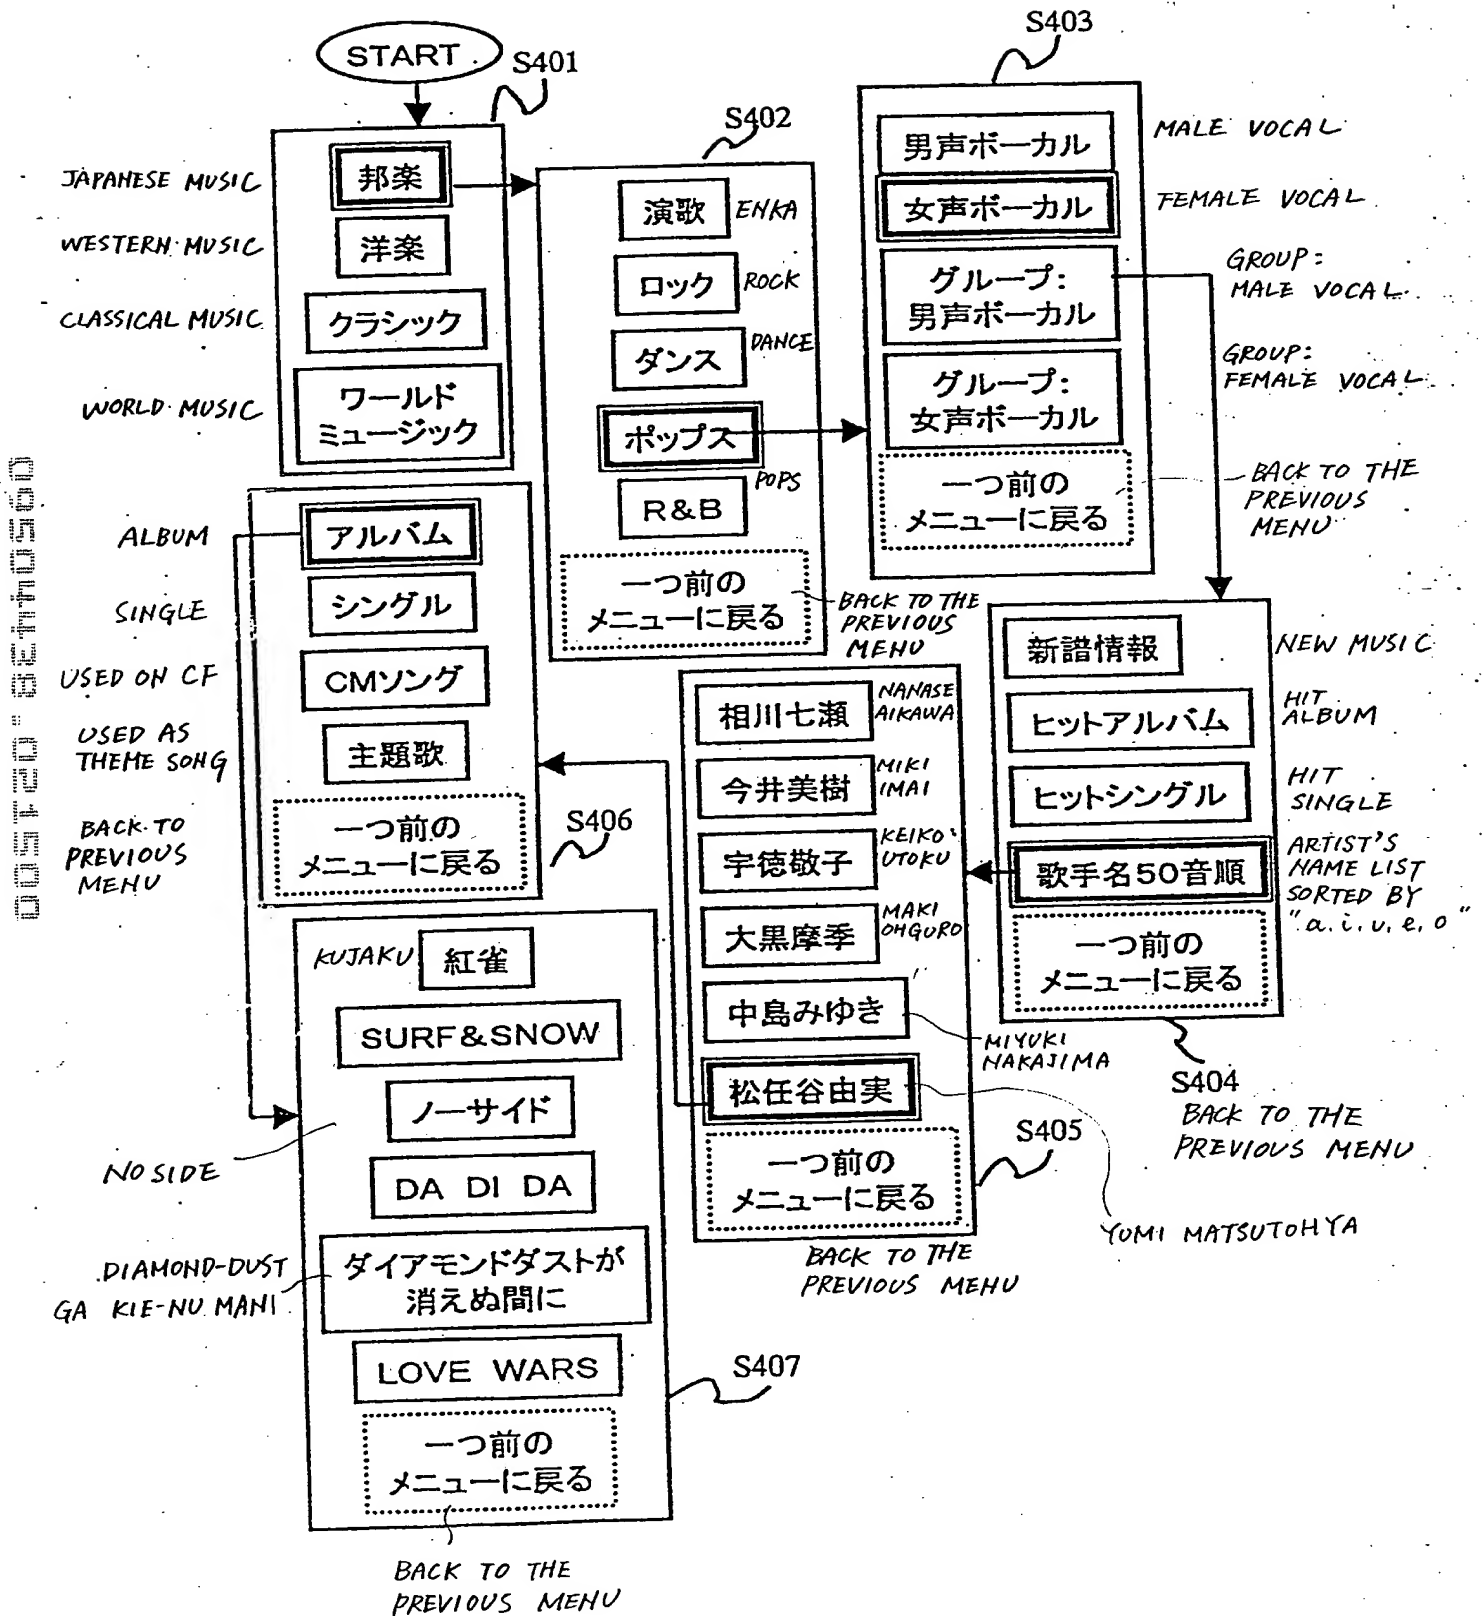 START
S401
JAPANESE MUSIC
邦楽
WESTERN MUSIC
洋楽
CLASSICAL MUSIC
クラシック
WORLD MUSIC
ワールド
ミュージック
S402
演歌
ENKA
ロック
ROCK
ダンス
DANCE
ポップス
POPS
R&B
一つ前の
メニューに戻る
BACK TO THE
PREVIOUS
MENU
S403
男声ボーカル
MALE VOCAL
女声ボーカル
FEMALE VOCAL
グループ:
男声ボーカル
GROUP:
MALE VOCAL
グループ:
女声ボーカル
GROUP:
FEMALE VOCAL
一つ前の
メニューに戻る
BACK TO THE
PREVIOUS
MENU
新譜情報
NEW MUSIC
ヒットアルバム
HIT
ALBUM
ヒットシングル
HIT
SINGLE
歌手名50音順
ARTIST'S
NAME LIST
SORTED BY
"a. i. u. e. o"
一つ前の
メニューに戻る
S404
BACK TO THE
PREVIOUS MENU
相川七瀬
NANASE
AIKAWA
今井美樹
MIKI
IMAI
宇徳敬子
KEIKO
UTOKU
大黒摩季
MAKI
OHGURO
中島みゆき
MIYUKI
NAKAJIMA
松任谷由実
YUMI MATSUTOHYA
一つ前の
メニューに戻る
S405
BACK TO THE
PREVIOUS MENU
ALBUM
アルバム
SINGLE
シングル
USED ON CF
CMソング
USED AS
THEME SONG
主題歌
BACK TO
PREVIOUS
MENU
一つ前の
メニューに戻る
S406
KUJAKU
紅雀
SURF&SNOW
ノーサイド
NO SIDE
DA DI DA
DIAMOND-DUST
GA KIE-NU MANI
ダイアモンドダストが
消えぬ間に
LOVE WARS
S407
一つ前の
メニューに戻る
BACK TO THE
PREVIOUS MENU